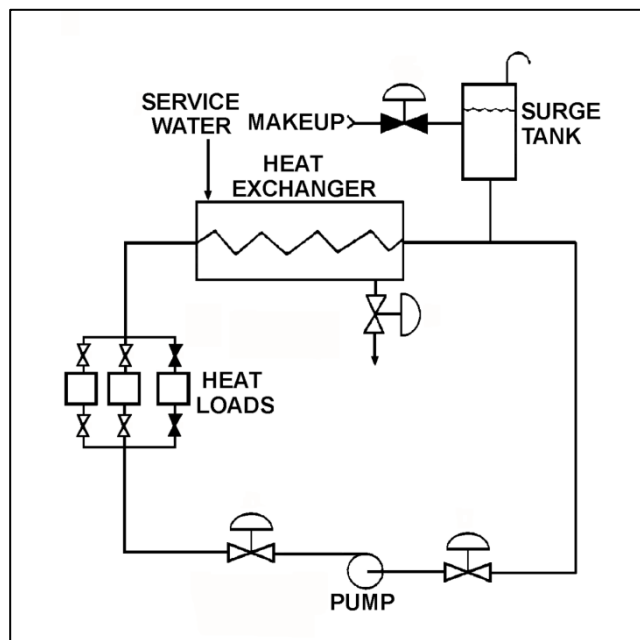 SERVICE
WATER
MAKEUP
SURGE
TANK
HEAT
EXCHANGER
HEAT
LOADS
PUMP